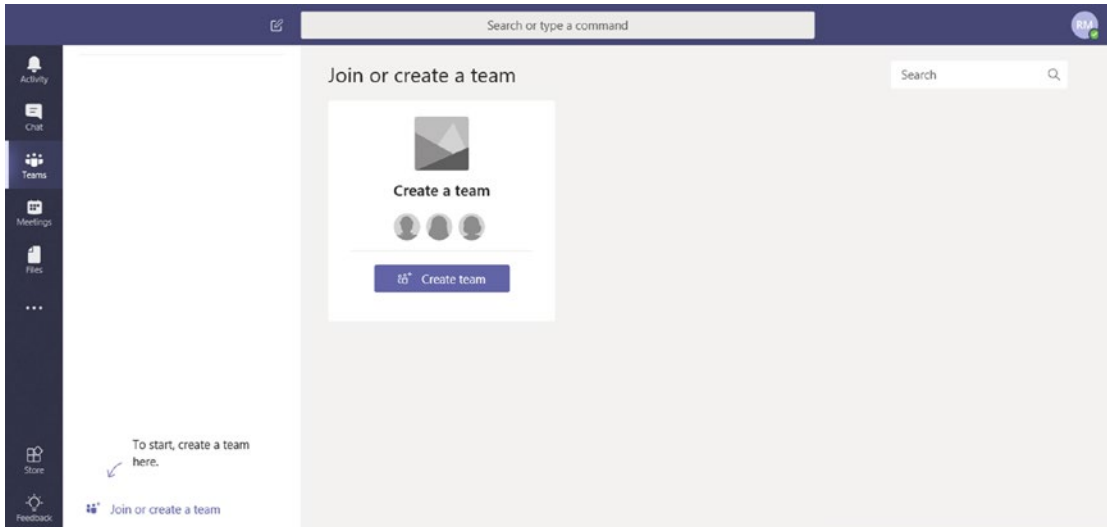 Search or type a command
RM
Activity
Chat
Teams
Meetings
Files
Store
Feedback
To start, create a team
here.
Join or create a team
Join or create a team
Search
Create a team
Create team